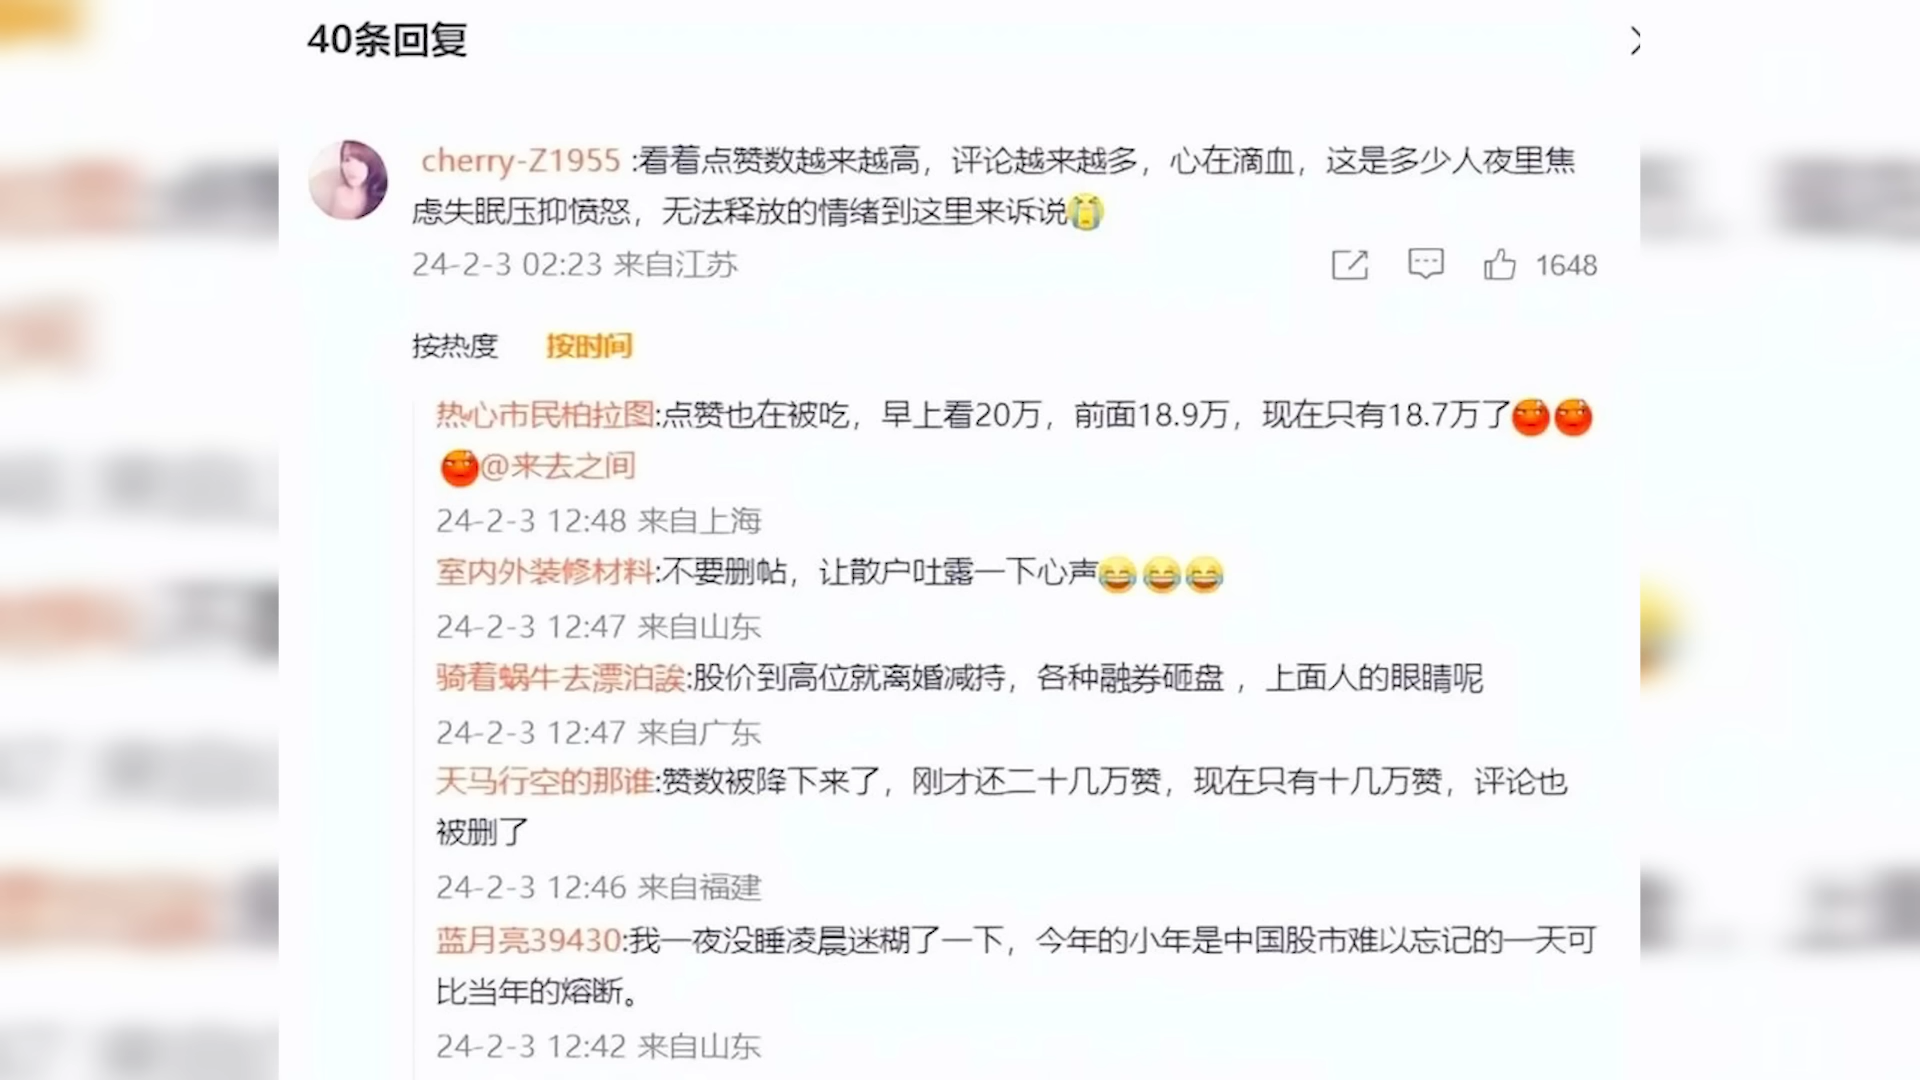 40条回复
cherry-Z1955 :看着点赞数越来越高，评论越来越多，心在滴血，这是多少人夜里焦
虑失眠压抑愤怒，无法释放的情绪到这里来诉说
24-2-3 02:23 来自江苏
1648
按热度 按时间
热心市民柏拉图:点赞也在被吃，早上看20万，前面18.9万，现在只有18.7万了
@来去之间
24-2-3 12:48 来自上海
室内外装修材料:不要删帖，让散户吐露一下心声
24-2-3 12:47 来自山东
骑着蜗牛去漂泊誒:股价到高位就离婚减持，各种融券砸盘 ，上面人的眼睛呢
24-2-3 12:47 来自广东
天马行空的那谁:赞数被降下来了，刚才还二十几万赞，现在只有十几万赞，评论也
被删了
24-2-3 12:46 来自福建
蓝月亮39430:我一夜没睡凌晨迷糊了一下，今年的小年是中国股市难以忘记的一天可
比当年的熔断。
24-2-3 12:42 来自山东